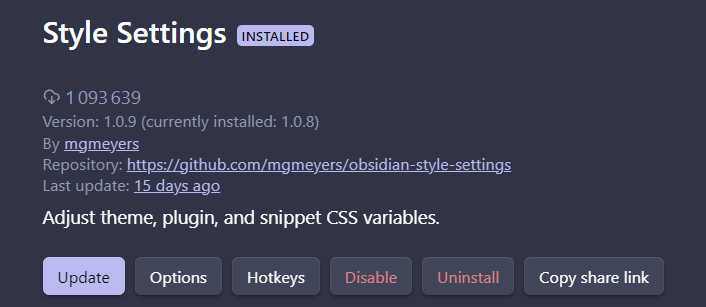 Style Settings INSTALLED
1 093 639
Version: 1.0.9 (currently installed: 1.0.8)
By mgmeyers
Repository: https://github.com/mgmeyers/obsidian-style-settings
Last update: 15 days ago
Adjust theme, plugin, and snippet CSS variables.
Update Options Hotkeys Disable Uninstall Copy share link